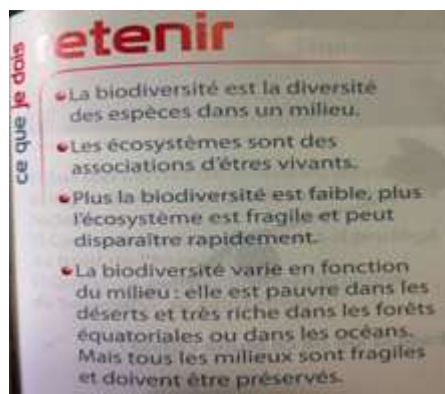 ce que je dois
etenir
La biodiversité est la diversité
des espèces dans un milieu.
Les écosystèmes sont des
associations d'êtres vivants.
Plus la biodiversité est faible, plus
l'écosystème est fragile et peut
disparaître rapidement.
La biodiversité varie en fonction
du milieu : elle est pauvre dans les
déserts et très riche dans les forêts
équatoriales ou dans les océans.
Mais tous les milieux sont fragiles
et doivent être préservés.